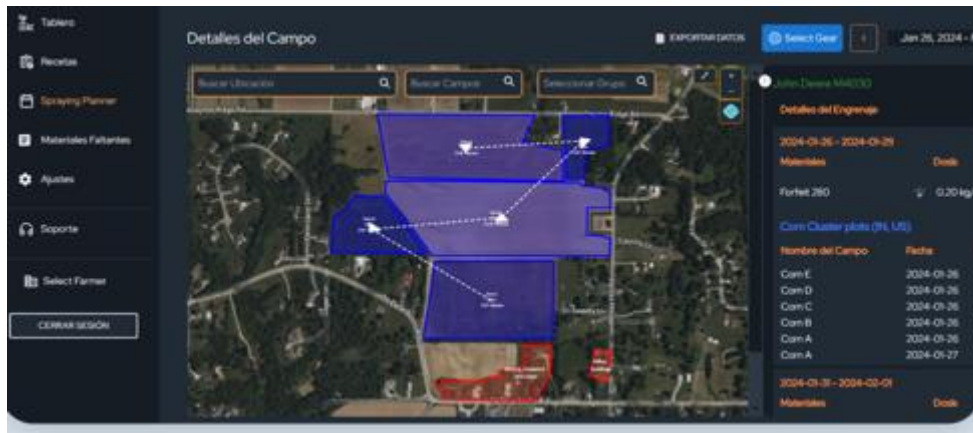 Tablero
Recetas
Spraying Planner
Materiales Faltantes
Ajustes
Soporte
Select Farmer
CERRAR SESIÓN
Detalles del Campo
EXPORTAR DATOS
Select Gear
Jan 26, 2024 -
Buscar Ubicación
Buscar Campos
Seleccionar Grupo
John Deere M4030
Detalles del Engrenaje
2024-01-26 - 2024-01-29
Materiales Dosis
Forfeit 280 0.20 kg/
Corn Cluster plots (IN, US)
Nombre del Campo Fecha
Corn E 2024-01-26
Corn D 2024-01-26
Corn C 2024-01-26
Corn B 2024-01-26
Corn A 2024-01-26
Corn A 2024-01-27
2024-01-31 - 2024-02-01
Materiales Dosis